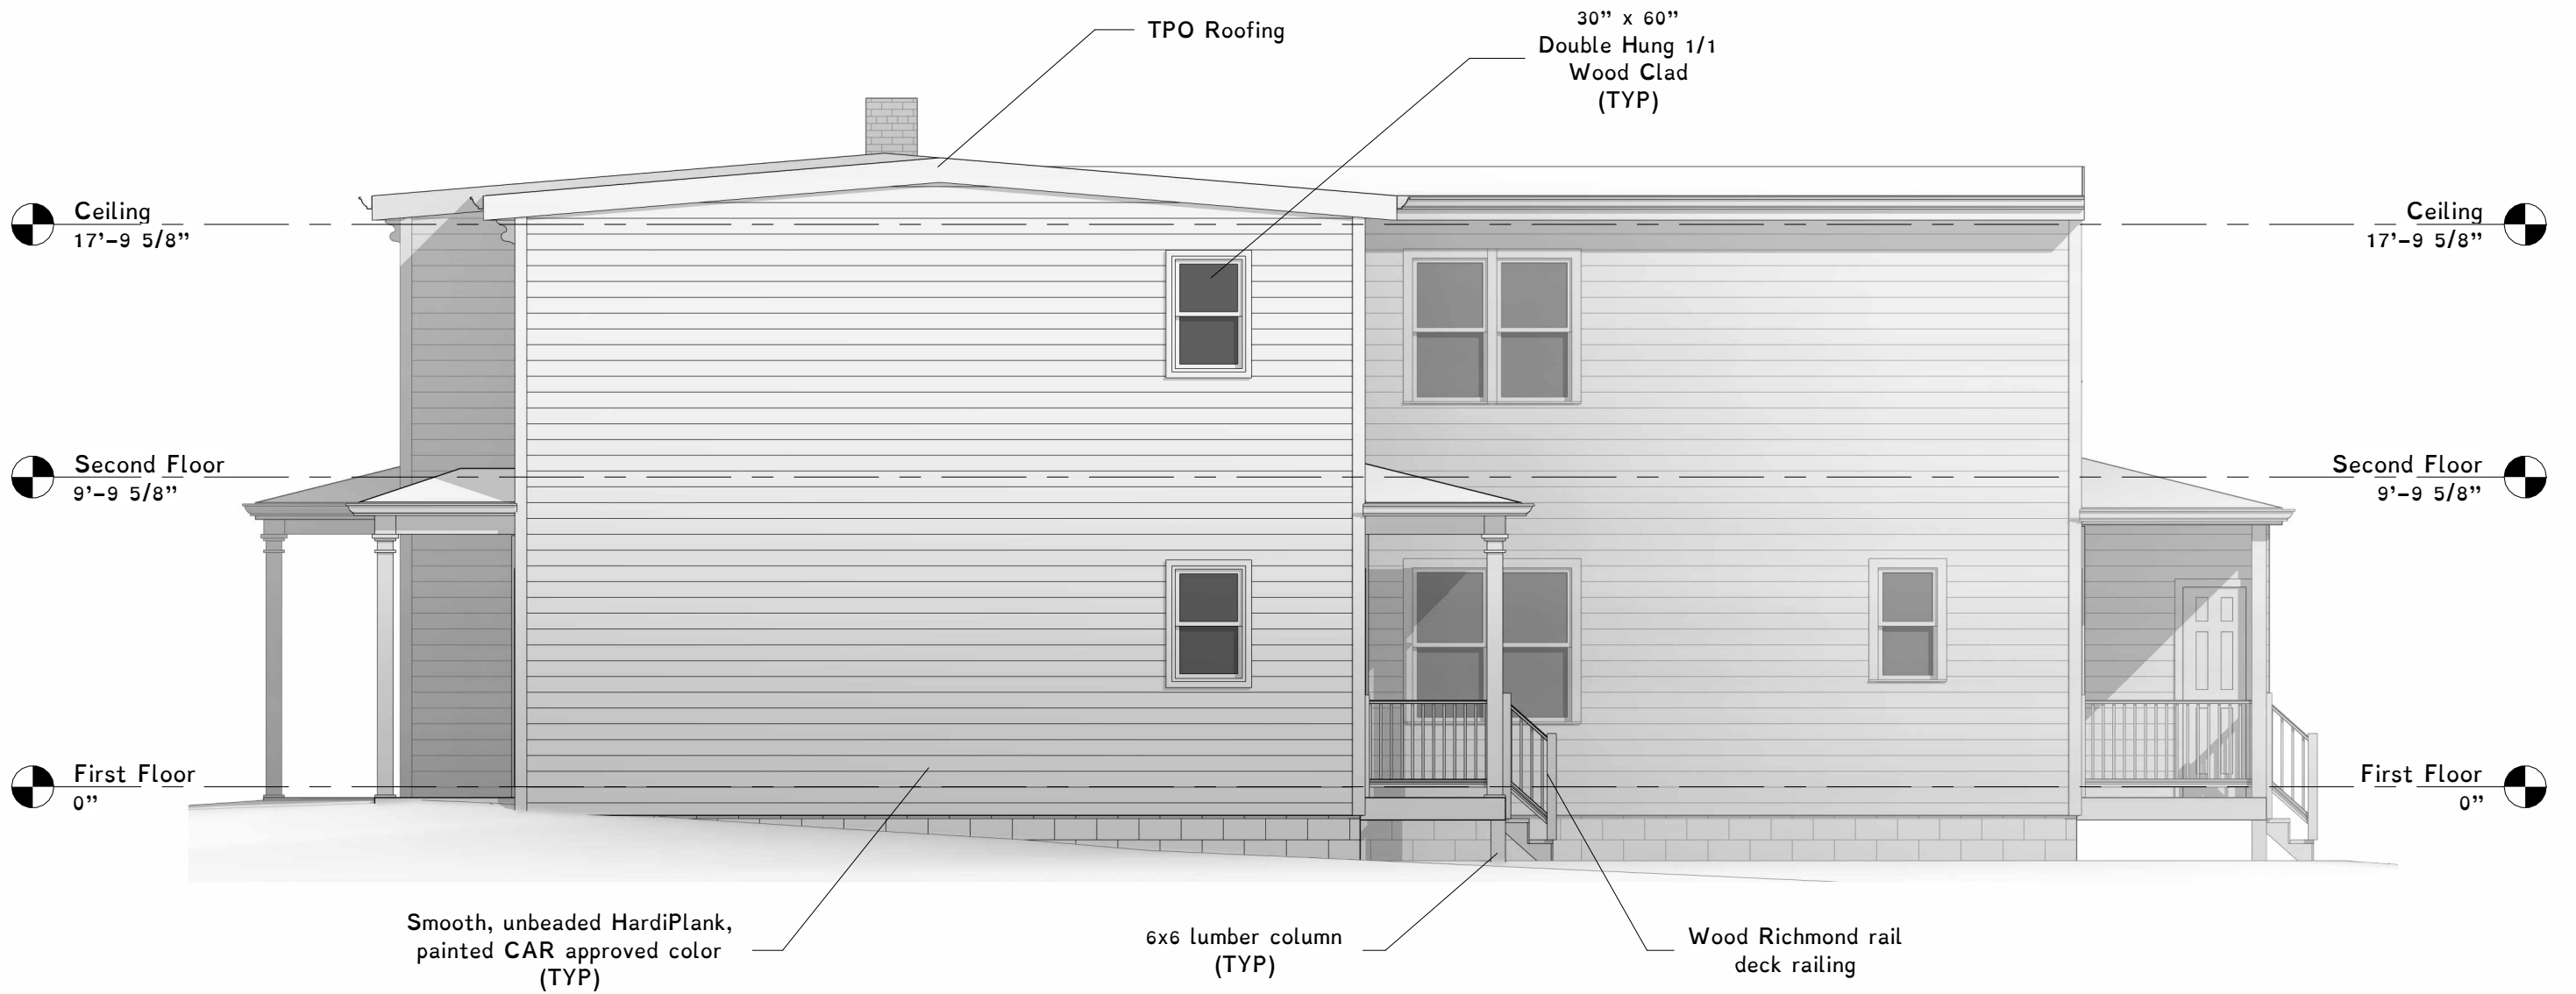 TPO Roofing
30” x 60”
Double Hung 1/1
Wood Clad
(TYP)
Ceiling
17’–9 5/8”
Ceiling
17’–9 5/8”
Second Floor
9’–9 5/8”
Second Floor
9’–9 5/8”
First Floor
0”
First Floor
0”
Smooth, unbeaded HardiPlank,
painted CAR approved color
(TYP)
6x6 lumber column
(TYP)
Wood Richmond rail
deck railing